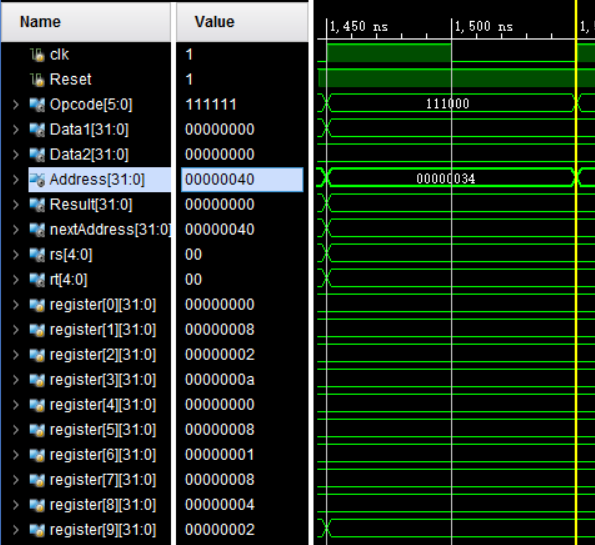 Name Value 1,450 ns 1,500 ns 1,
clk 1
Reset 1
Opcode[5:0] 111111 111000
Data1[31:0] 00000000
Data2[31:0] 00000000
Address[31:0] 00000040 00000034
Result[31:0] 00000000
nextAddress[31:0] 00000040
rs[4:0] 00
rt[4:0] 00
register[0][31:0] 00000000
register[1][31:0] 00000008
register[2][31:0] 00000002
register[3][31:0] 0000000a
register[4][31:0] 00000000
register[5][31:0] 00000008
register[6][31:0] 00000001
register[7][31:0] 00000008
register[8][31:0] 00000004
register[9][31:0] 00000002